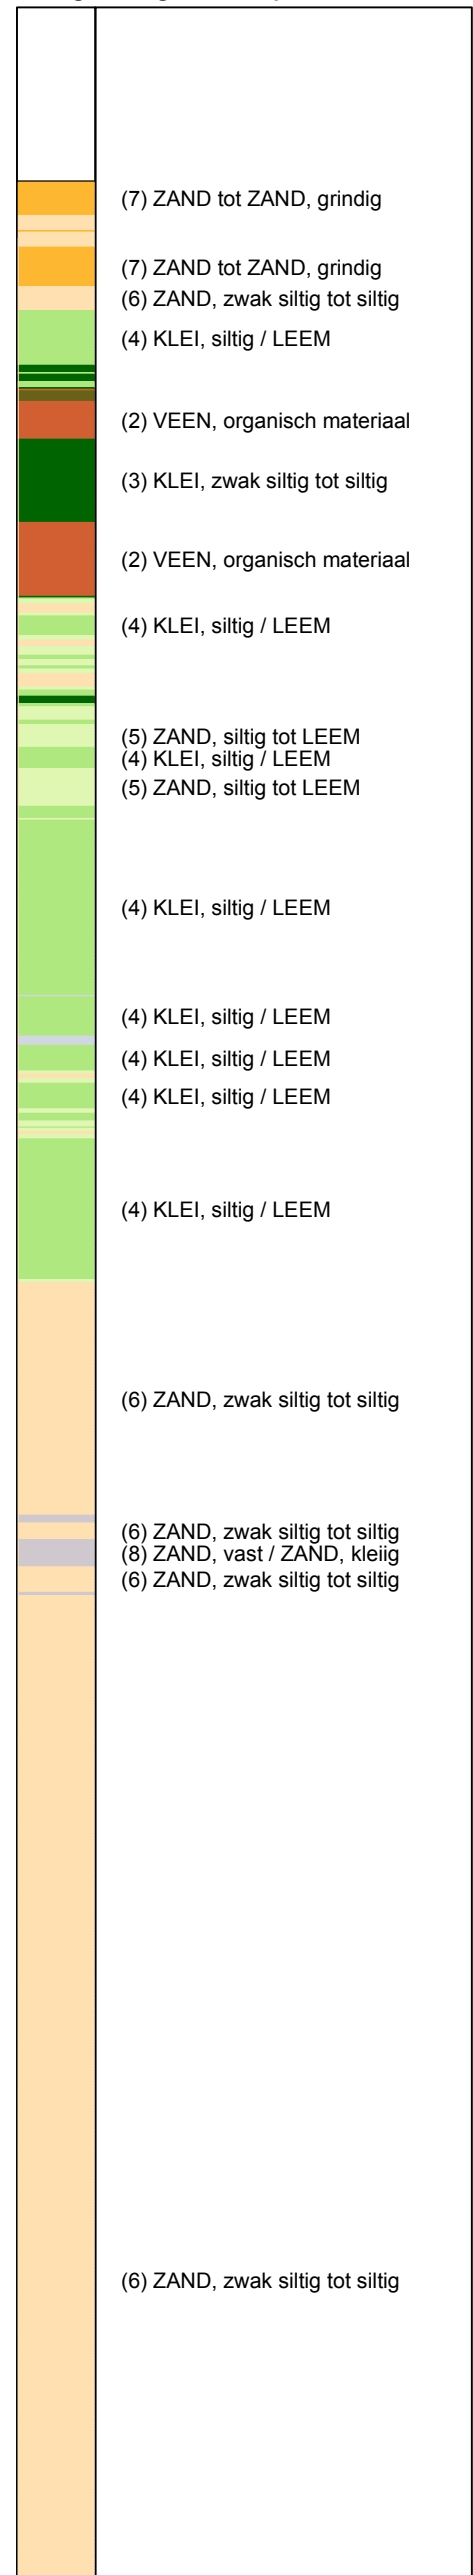 (7) ZAND tot ZAND, grindig
(7) ZAND tot ZAND, grindig
(6) ZAND, zwak siltig tot siltig
(4) KLEI, siltig / LEEM
(2) VEEN, organisch materiaal
(3) KLEI, zwak siltig tot siltig
(2) VEEN, organisch materiaal
(4) KLEI, siltig / LEEM
(5) ZAND, siltig tot LEEM
(4) KLEI, siltig / LEEM
(5) ZAND, siltig tot LEEM
(4) KLEI, siltig / LEEM
(4) KLEI, siltig / LEEM
(4) KLEI, siltig / LEEM
(4) KLEI, siltig / LEEM
(4) KLEI, siltig / LEEM
(6) ZAND, zwak siltig tot siltig
(6) ZAND, zwak siltig tot siltig
(8) ZAND, vast / ZAND, kleiig
(6) ZAND, zwak siltig tot siltig
(6) ZAND, zwak siltig tot siltig